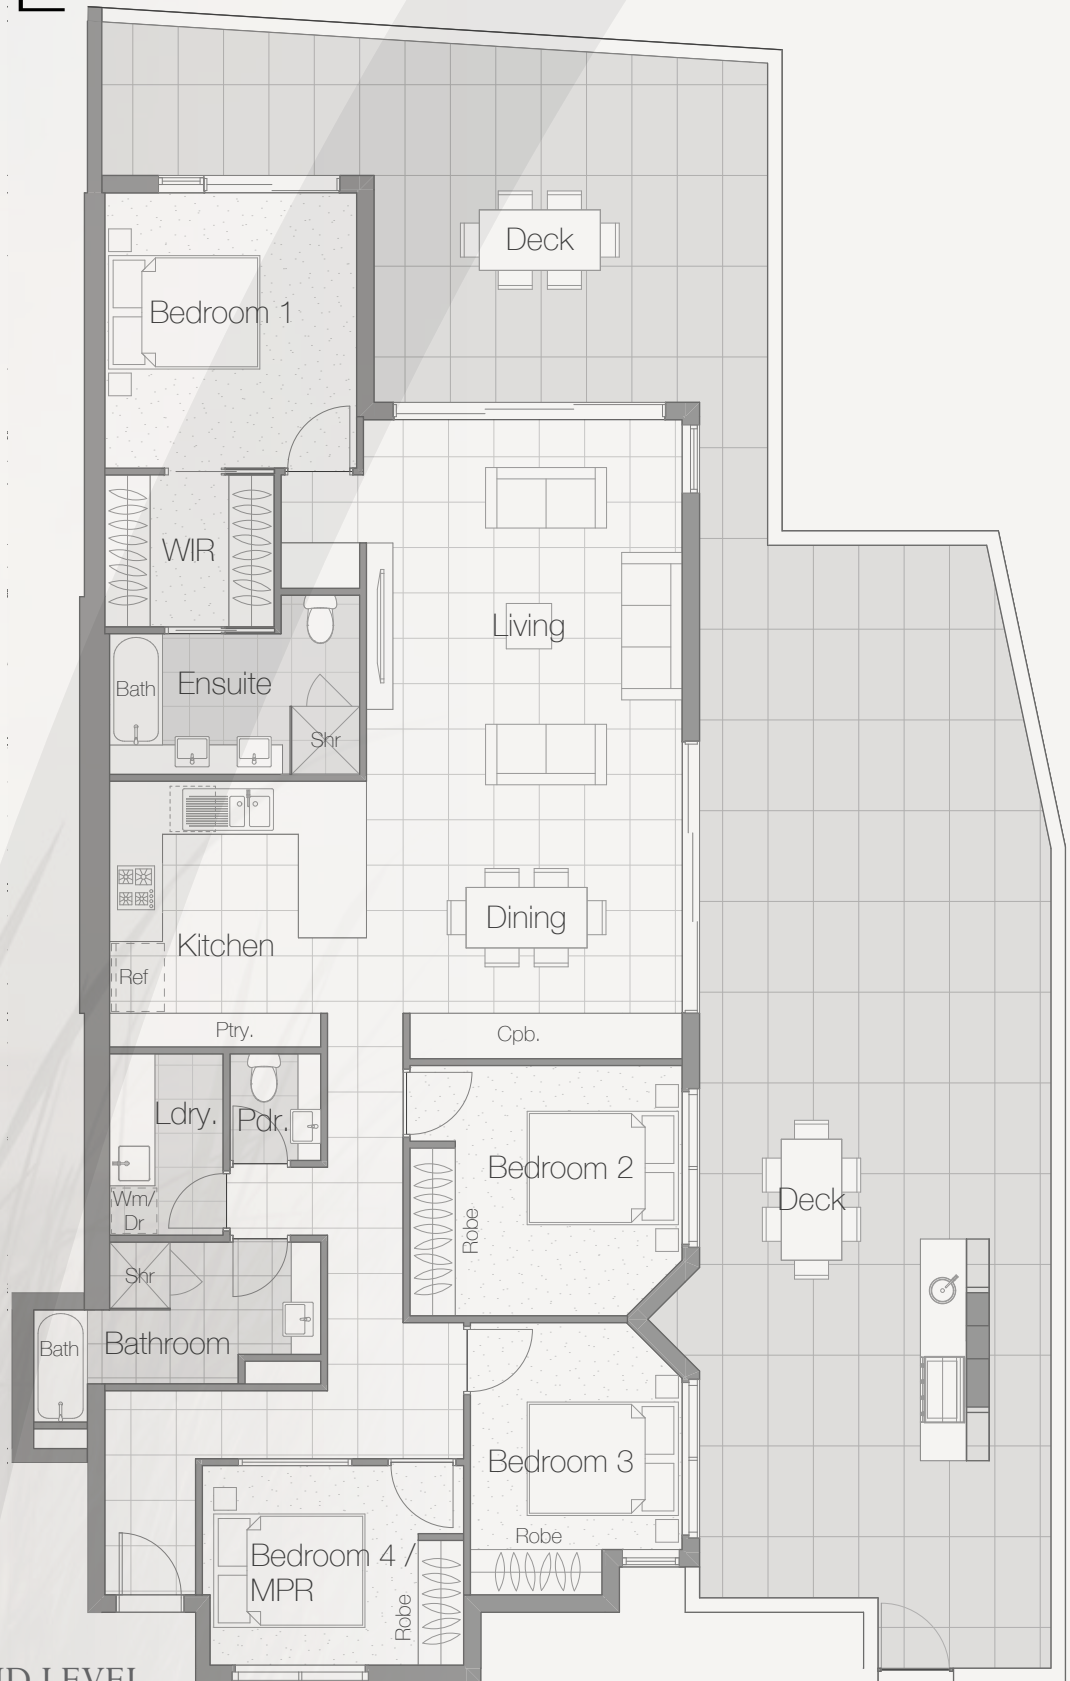 Deck
Bedroom 1
WIR
Living
Bath
Ensuite
Shr
Dining
Kitchen
Ref
Ptry.
Cpb.
Ldry.
Pdr.
Bedroom 2
Wm/
Dr
Robe
Deck
Shr
Bathroom
Bath
Bedroom 3
Robe
Bedroom 4 /
MPR
Robe
LEVEL